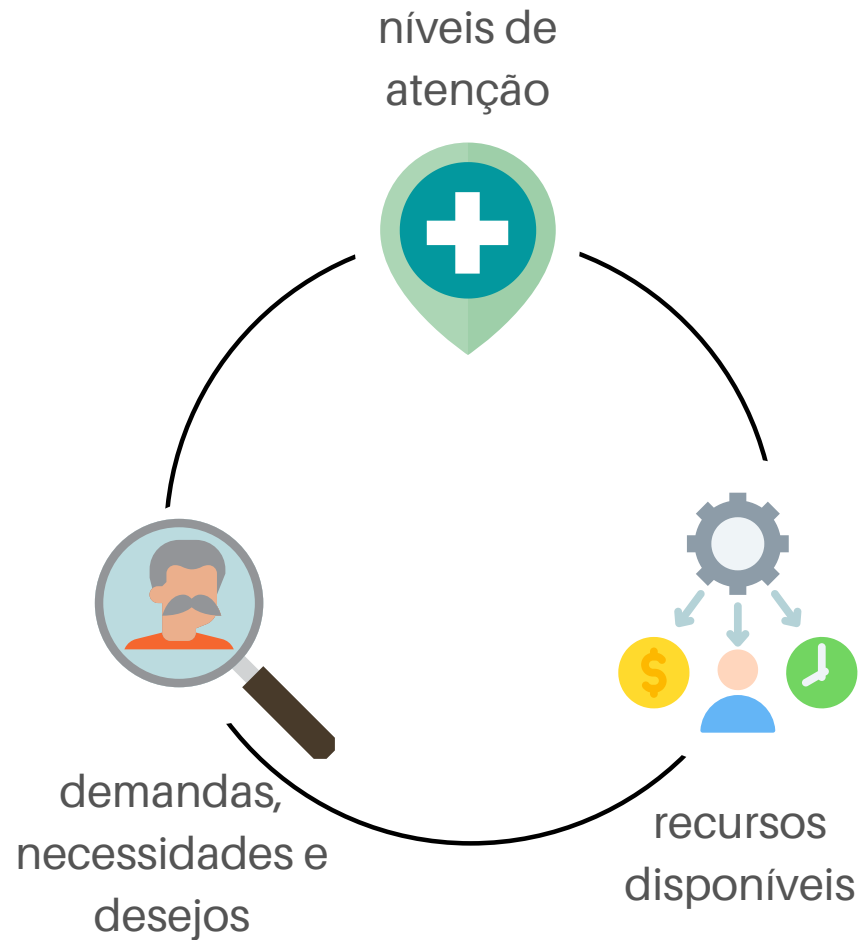 níveis de
atenção
$
demandas,
necessidades e
desejos
recursos
disponíveis